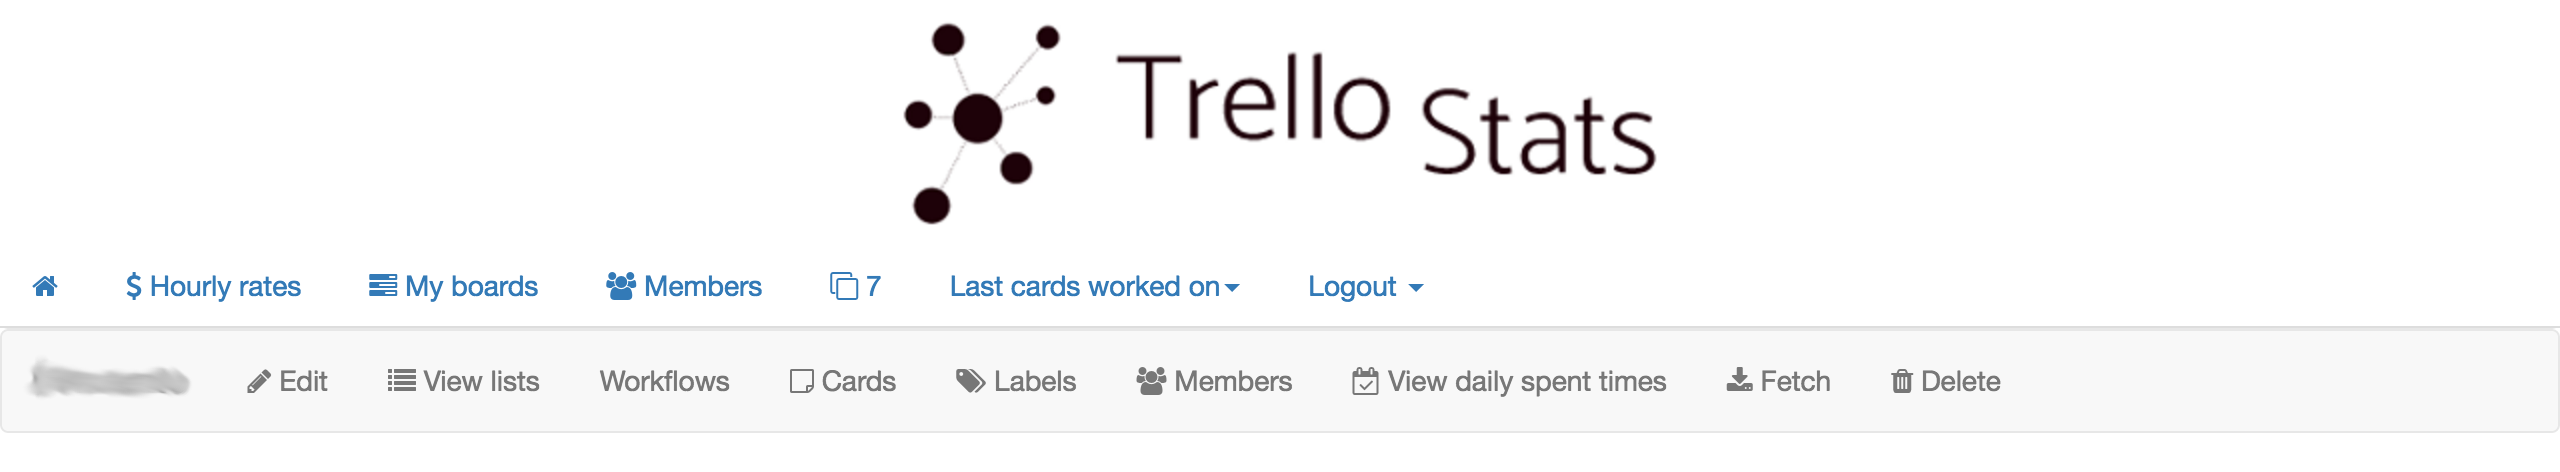 Trello Stats
$ Hourly rates My boards Members 7 Last cards worked on Logout
Edit View lists Workflows Cards Labels Members View daily spent times Fetch Delete